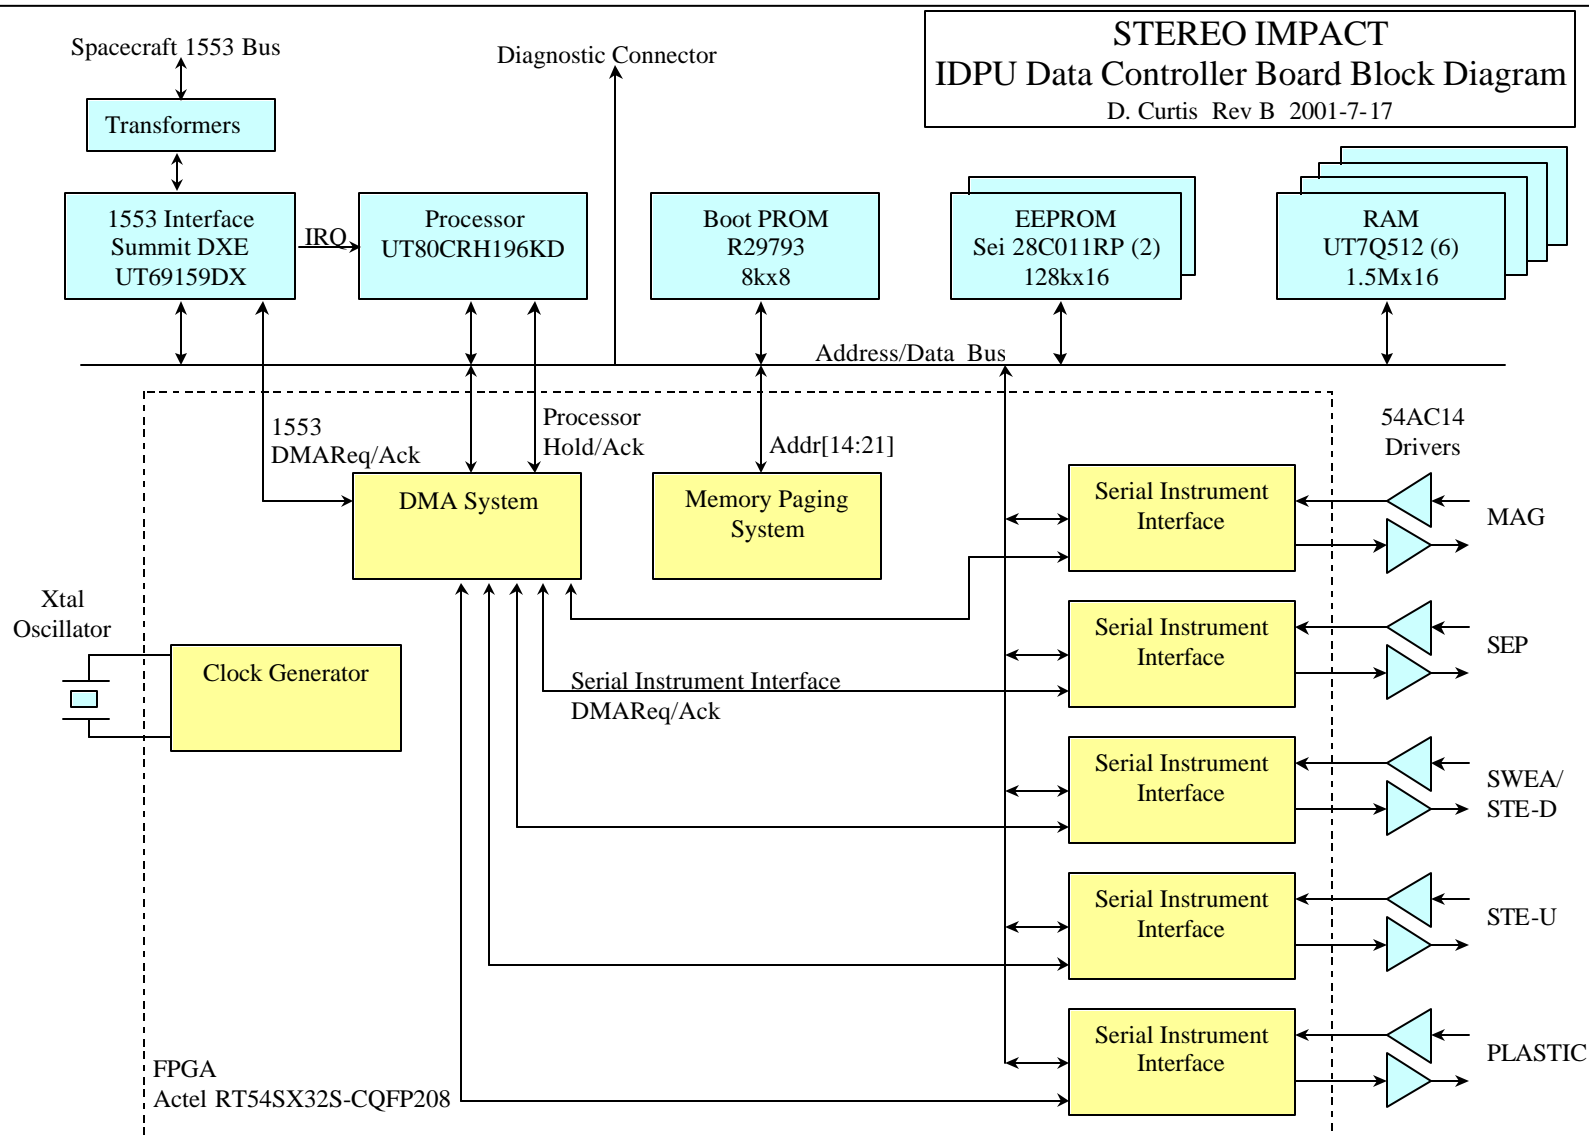 STEREO IMPACT
IDPU Data Controller Board Block Diagram
D. Curtis Rev B 2001-7-17
Spacecraft 1553 Bus
Diagnostic Connector
Transformers
1553 Interface
Summit DXE
UT69159DX
IRQ
Processor
UT80CRH196KD
Boot PROM
R29793
8kx8
EEPROM
Sei 28C011RP (2)
128kx16
RAM
UT7Q512 (6)
1.5Mx16
Address/Data Bus
1553
DMAReq/Ack
Processor
Hold/Ack
Addr[14:21]
54AC14
Drivers
DMA System
Memory Paging
System
Serial Instrument
Interface
MAG
Xtal
Oscillator
Clock Generator
Serial Instrument Interface
DMAReq/Ack
Serial Instrument
Interface
SEP
Serial Instrument
Interface
SWEA/
STE-D
Serial Instrument
Interface
STE-U
Serial Instrument
Interface
PLASTIC
FPGA
Actel RT54SX32S-CQFP208